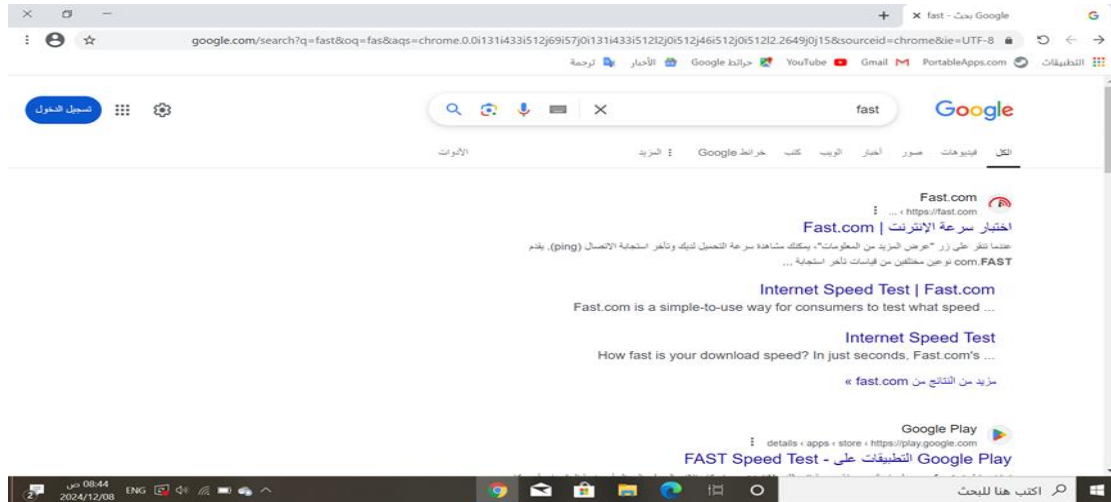 Google بحث - fast
google.com/search?q=fast&oq=fas&aqs=chrome.0.0i131i433i512j69i57j0i131i433i512l2j0i512j46i512j0i512l2.2649j0j15&sourceid=chrome&ie=UTF-8
التطبيقات PortableApps.com Gmail YouTube خرائط Google الأخبار ترجمة
Google
fast
تسجيل الدخول
الكل فيديوهات صور أخبار الويب كتب خرائط Google المزيد الأدوات
Fast.com
https://fast.com › ...
اختبار سرعة الإنترنت | Fast.com
عندما تنقر على زر "عرض المزيد من المعلومات"، يمكنك مشاهدة سرعة التحميل لديك وتأخر استجابة الاتصال (ping). يقدم
FAST.com نوعين مختلفين من قياسات تأخر استجابة ...
Internet Speed Test | Fast.com
Fast.com is a simple-to-use way for consumers to test what speed ...
Internet Speed Test
How fast is your download speed? In just seconds, Fast.com's ...
مزيد من النتائج من fast.com »
Google Play
https://play.google.com › store › apps › details
FAST Speed Test - التطبيقات على Google Play
اكتب هنا للبحث
ENG
08:44 ص
2024/12/08
2